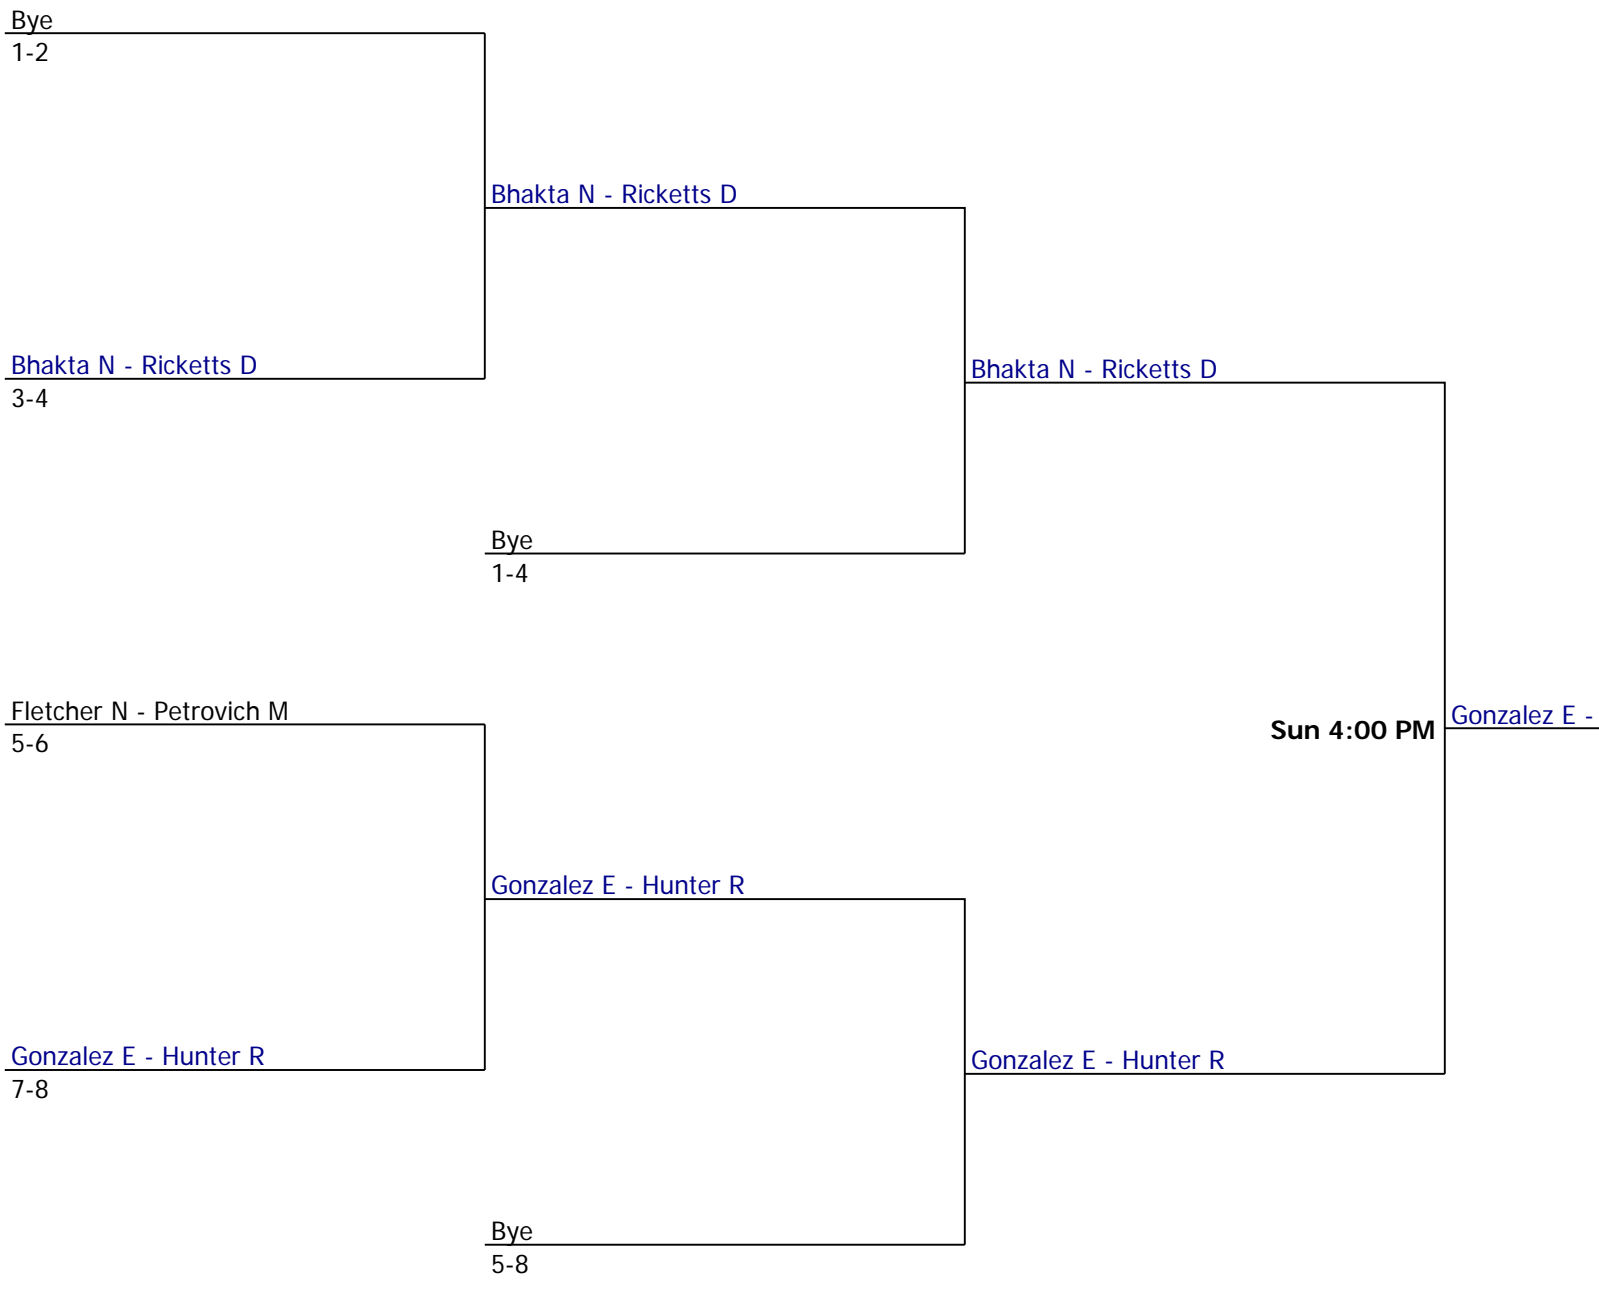 Bye
1-2
Bhakta N - Ricketts D
Bhakta N - Ricketts D
3-4
Bhakta N - Ricketts D
Bye
1-4
Fletcher N - Petrovich M
5-6
Sun 4:00 PM
Gonzalez E -
Gonzalez E - Hunter R
Gonzalez E - Hunter R
7-8
Gonzalez E - Hunter R
Bye
5-8